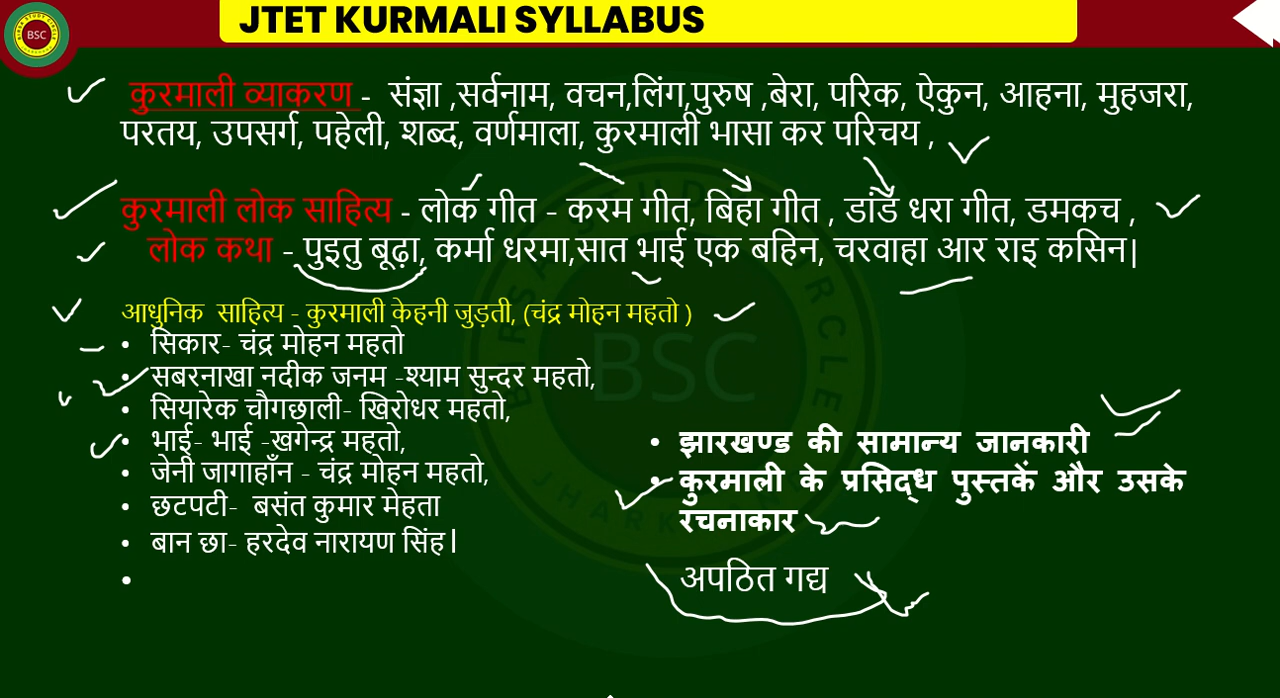 JTET KURMALI SYLLABUS
BSC
कुरमाली व्याकरण - संज्ञा ,सर्वनाम, वचन,लिंग,पुरुष ,बेरा, परिक, ऐकुन, आहना, मुहजरा,
परतय, उपसर्ग, पहेली, शब्द, वर्णमाला, कुरमाली भासा कर परिचय ,
कुरमाली लोक साहित्य - लोक गीत - करम गीत, बिहा गीत , डांड धरा गीत, डमकच ,
लोक कथा - पुइतु बूढ़ा, कर्मा धरमा,सात भाई एक बहिन, चरवाहा आर राइ कसिन|
आधुनिक साहित्य - कुरमाली केहनी जुड़ती, (चंद्र मोहन महतो )
• सिकार- चंद्र मोहन महतो
• सबरनाखा नदीक जनम -श्याम सुन्दर महतो,
• सियारेक चौगछाली- खिरोधर महतो,
• भाई- भाई -खगेन्द्र महतो,
• जेनी जागाहाँन - चंद्र मोहन महतो,
• छटपटी- बसंत कुमार मेहता
• बान छा- हरदेव नारायण सिंह|
• झारखण्ड की सामान्य जानकारी
• कुरमाली के प्रसिद्ध पुस्तकें और उसके
रचनाकार
अपठित गद्य
BSC